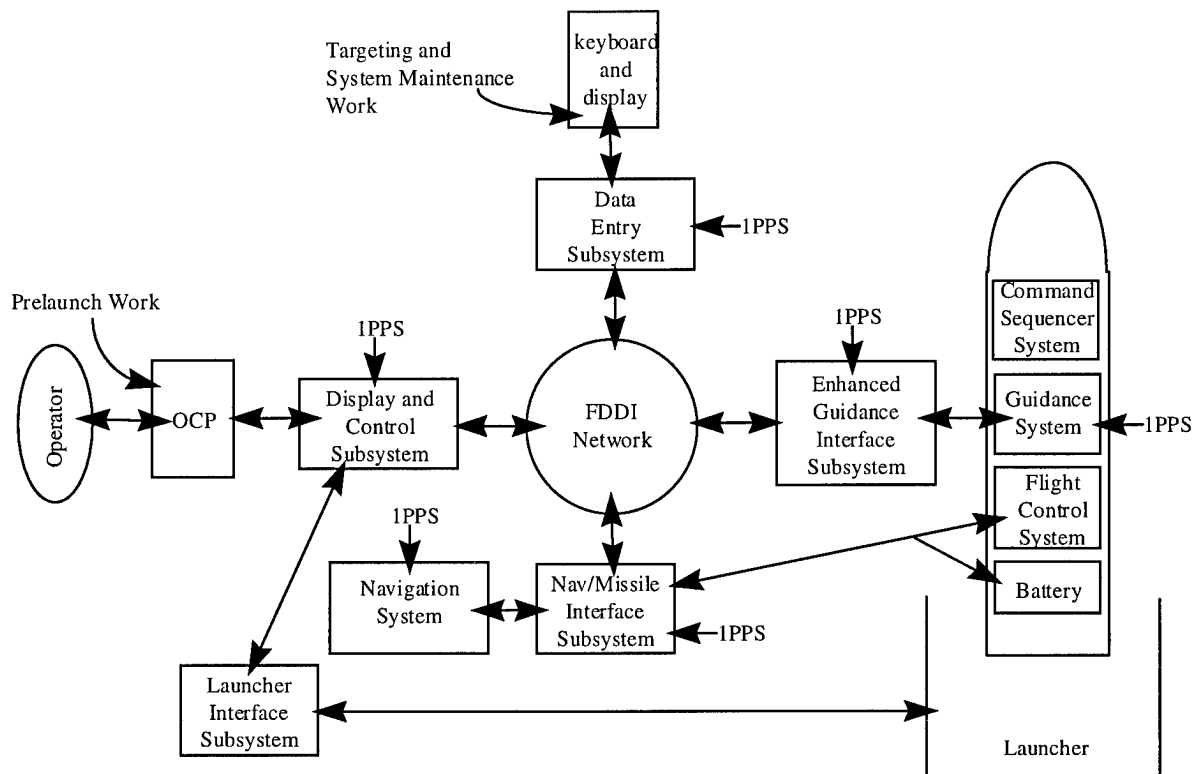 Targeting and
System Maintenance
Work
keyboard
and
display
Data
Entry
Subsystem
1PPS
Prelaunch Work
Operator
OCP
1PPS
Display and
Control
Subsystem
FDDI
Network
1PPS
Enhanced
Guidance
Interface
Subsystem
Command
Sequencer
System
Guidance
System
1PPS
Flight
Control
System
Battery
1PPS
Navigation
System
Nav/Missile
Interface
Subsystem
1PPS
Launcher
Interface
Subsystem
Launcher